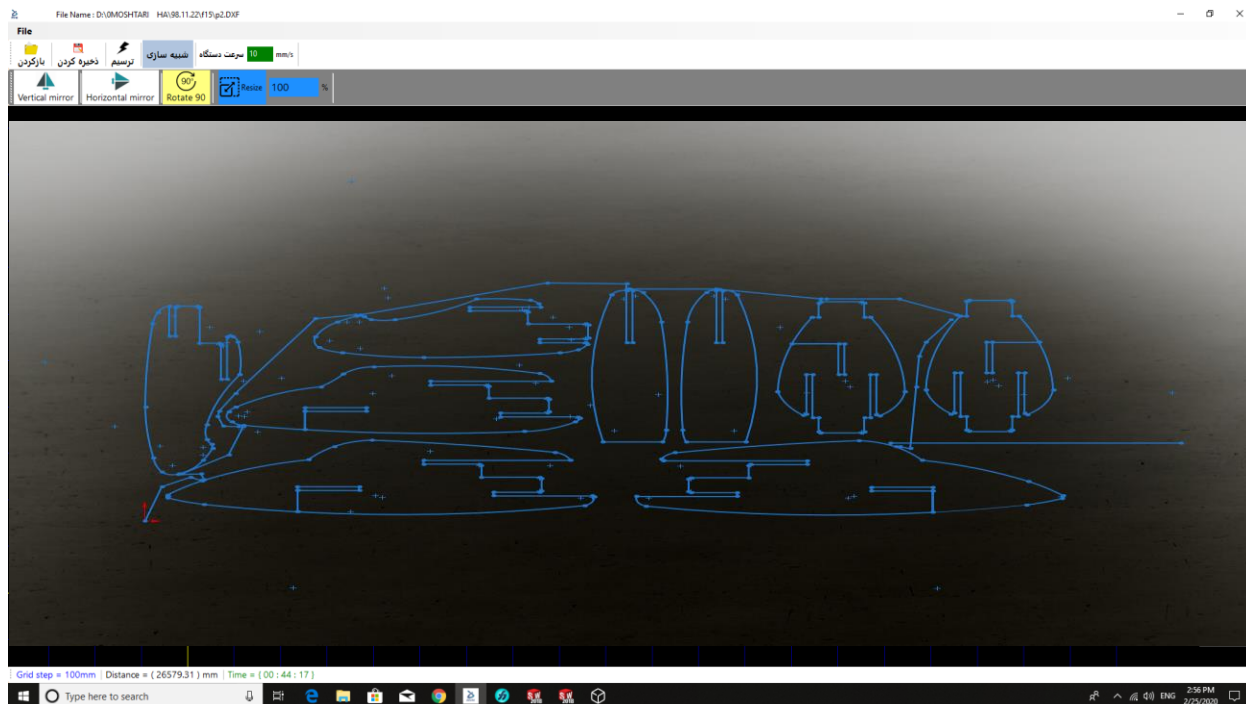 File Name : D:\0MOSHTARI    HA\98.11.22\f15\p2.DXF
File
بازکردن ذخیره کردن ترسیم شبیه سازی سرعت دستگاه 10 mm/s
Vertical mirror Horizontal mirror 90° Rotate 90 Resize 100 %
Grid step = 100mm Distance = ( 26579.31 ) mm Time = { 00 : 44 : 17 }
Type here to search ENG 2:56 PM
2/25/2020